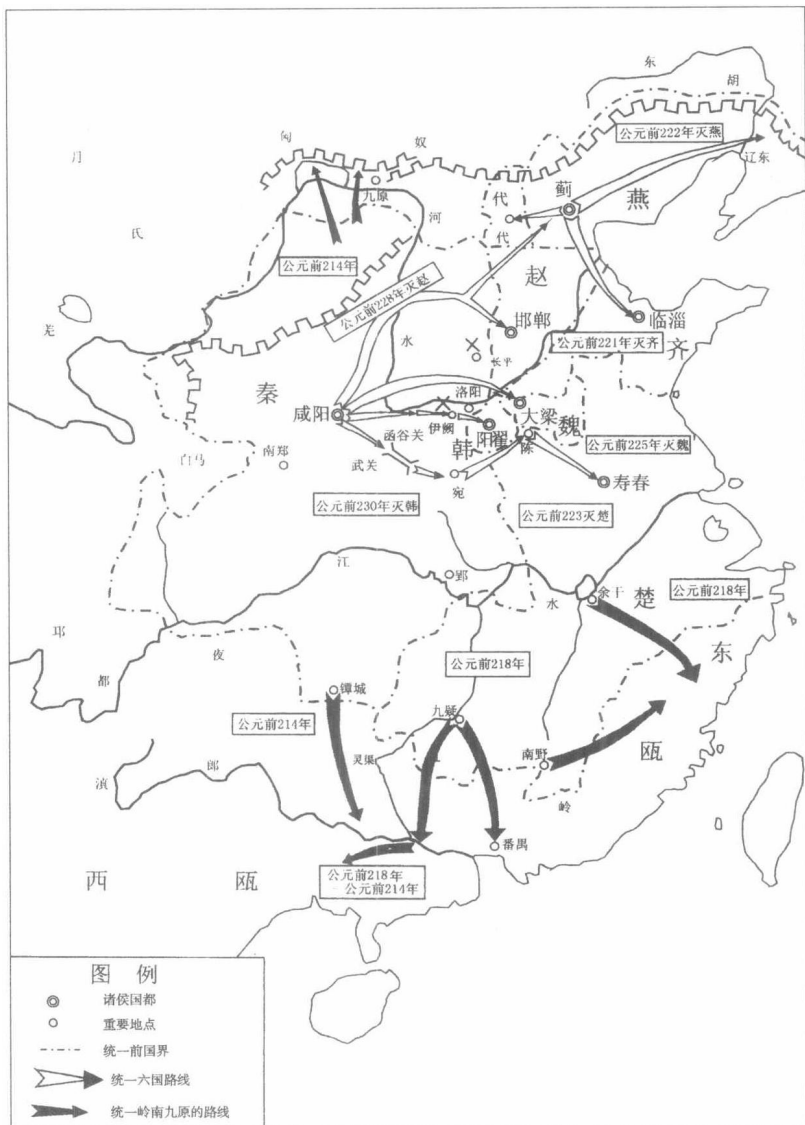 东
胡
公元前222年灭燕
匈
奴
月
氏
九原
河
代
代
蓟
燕
辽东
公元前214年
赵
公元前228年灭赵
羌
水
邯郸
临淄
长平
公元前221年灭齐
齐
秦
洛阳
咸阳
伊阙
大梁
魏
函谷关
韩
阳翟
陈
白马
南郑
武关
公元前225年灭魏
宛
寿春
公元前230年灭韩
公元前223灭楚
江
郢
水
余干
楚
公元前218年
邛
都
夜
东
公元前218年
镡城
九疑
公元前214年
瓯
灵渠
南野
滇
郎
岭
番禺
西
瓯
公元前218年
—公元前214年
图 例
诸侯国都
重要地点
统一前国界
统一六国路线
统一岭南九原的路线